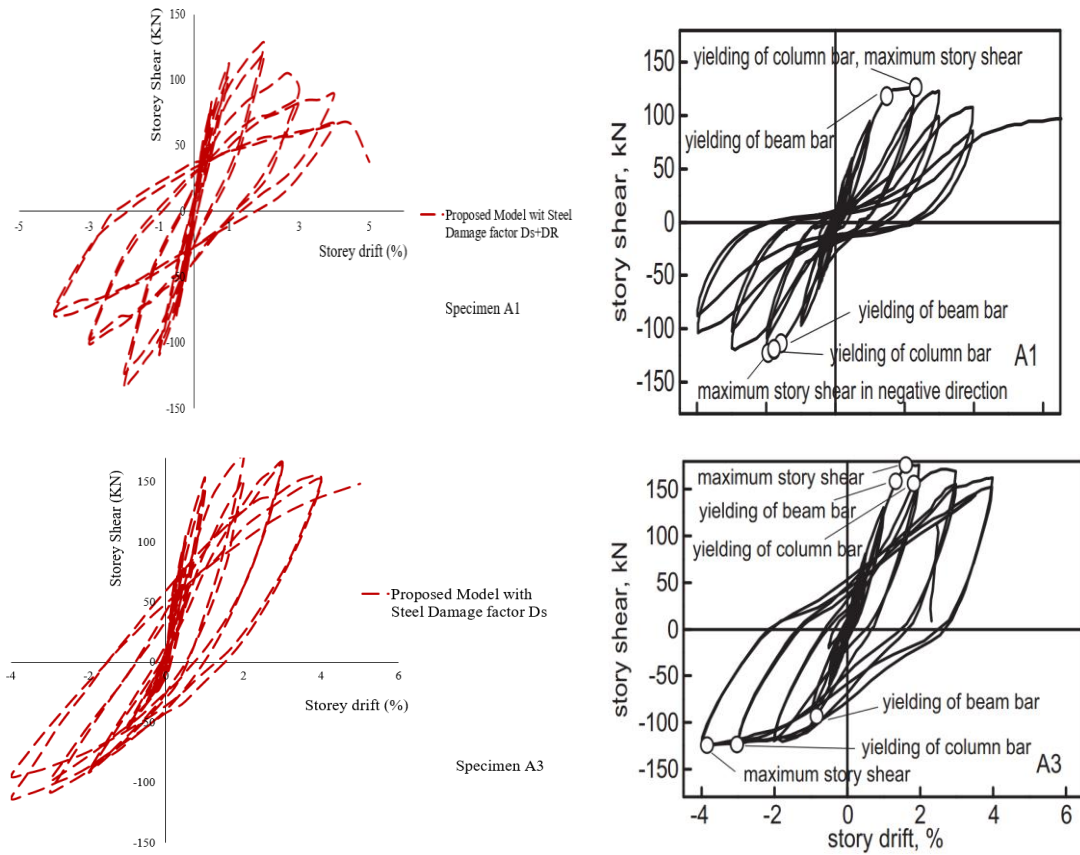 150
100
50
0
-50
-100
-150
-5
-3
-1
1
3
5
Storey Shear (KN)
Storey drift (%)
Proposed Model wit Steel
Damage factor Ds+DR
Specimen A1
150
100
50
0
-50
-100
-150
story shear, kN
yielding of column bar, maximum story shear
yielding of beam bar
yielding of beam bar
yielding of column bar
A1
maximum story shear in negative direction
150
100
50
0
-50
-100
-150
-4
-2
0
2
4
6
Storey Shear (KN)
Storey drift (%)
Proposed Model with
Steel Damage factor Ds
Specimen A3
150
100
50
0
-50
-100
-150
story shear, kN
maximum story shear
yielding of beam bar
yielding of column bar
yielding of beam bar
yielding of column bar
maximum story shear
A3
-4
-2
0
2
4
6
story drift, %